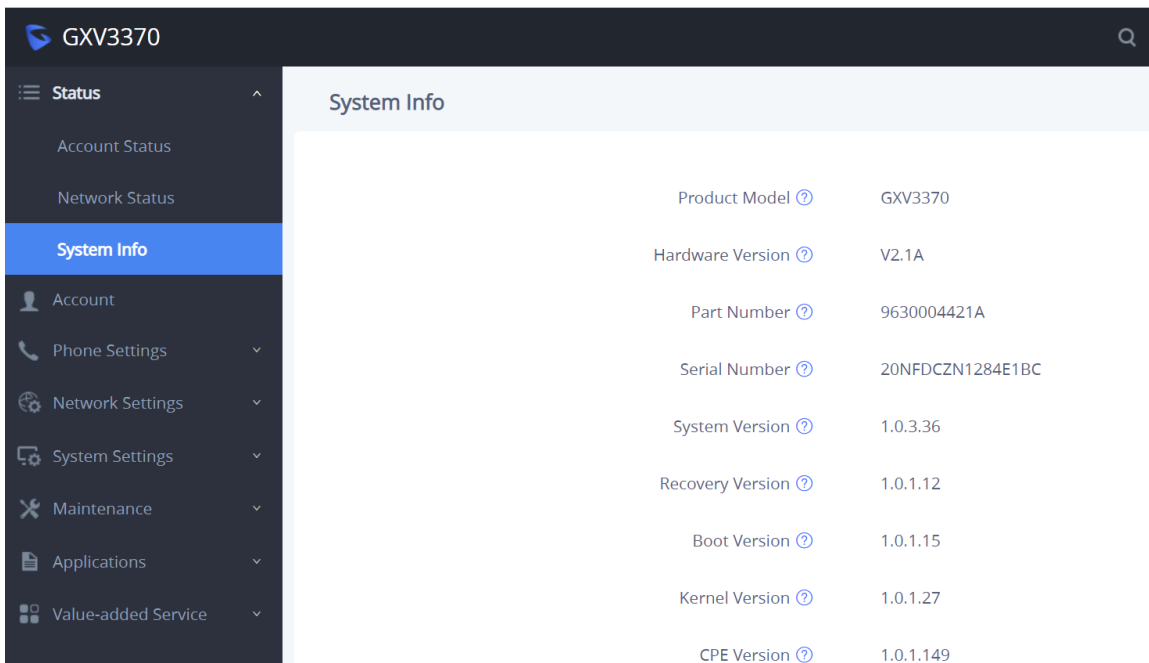 GXV3370
Status
Account Status
Network Status
System Info
Account
Phone Settings
Network Settings
System Settings
Maintenance
Applications
Value-added Service
System Info
Product Model ? GXV3370
Hardware Version ? V2.1A
Part Number ? 9630004421A
Serial Number ? 20NFDCZN1284E1BC
System Version ? 1.0.3.36
Recovery Version ? 1.0.1.12
Boot Version ? 1.0.1.15
Kernel Version ? 1.0.1.27
CPE Version ? 1.0.1.149